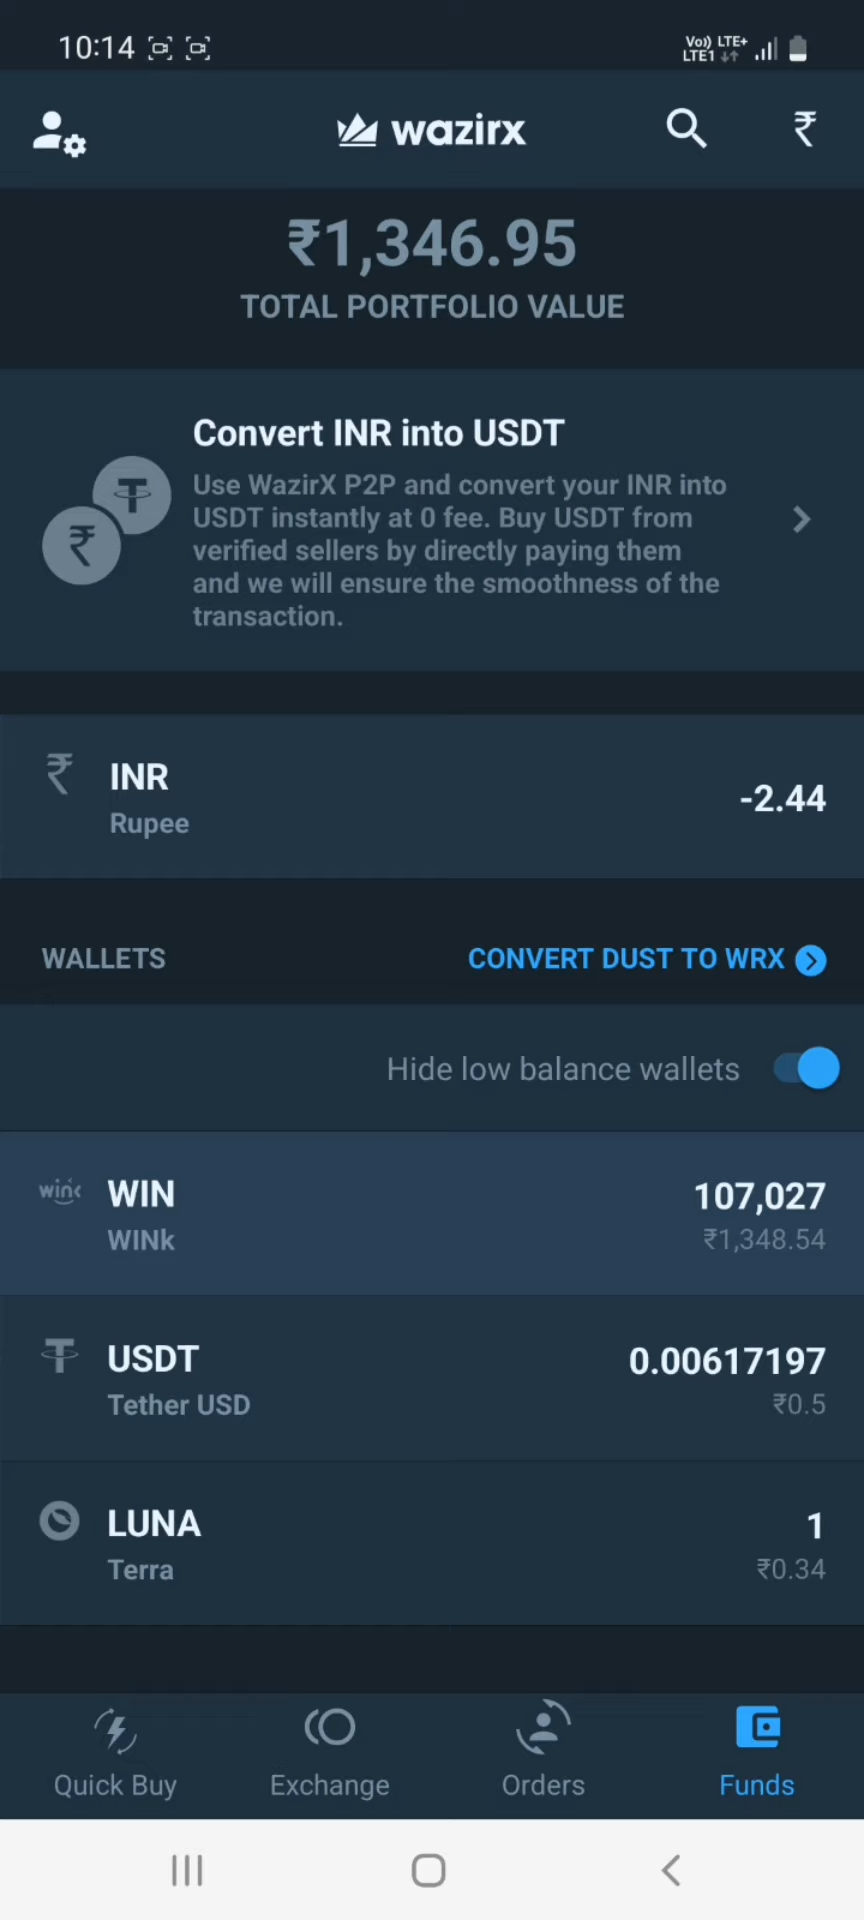 10:14
Vo)) LTE+
LTE1
wazirx
₹
₹1,346.95
TOTAL PORTFOLIO VALUE
Convert INR into USDT
Use WazirX P2P and convert your INR into
USDT instantly at 0 fee. Buy USDT from
verified sellers by directly paying them
and we will ensure the smoothness of the
transaction.
₹
₹ INR
-2.44
Rupee
WALLETS
CONVERT DUST TO WRX
Hide low balance wallets
WIN
107,027
WINk
₹1,348.54
USDT
0.00617197
Tether USD
₹0.5
LUNA
1
Terra
₹0.34
Quick Buy
Exchange
Orders
Funds